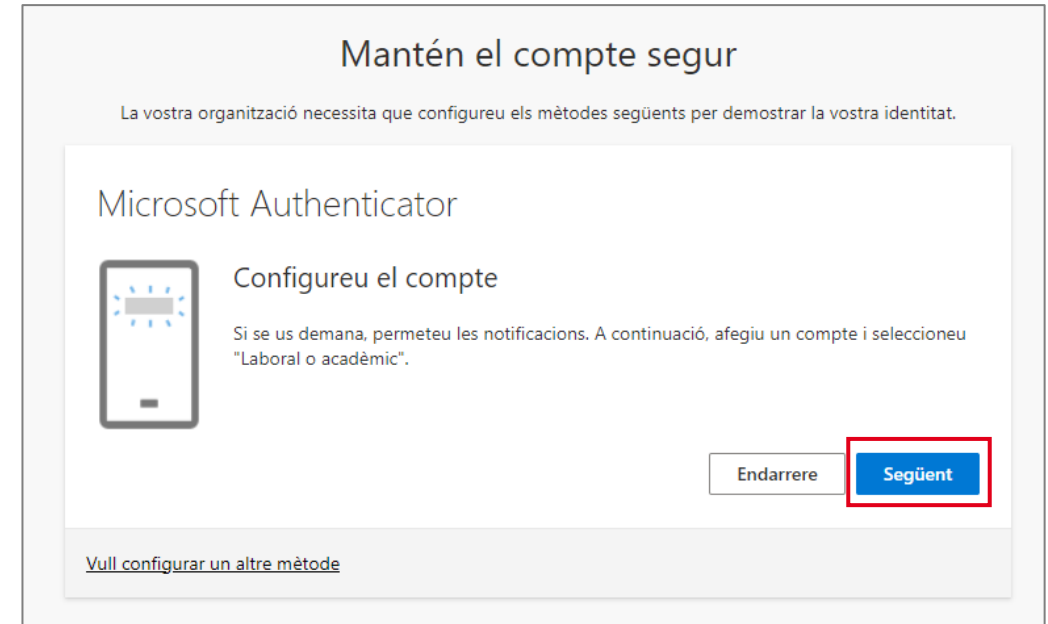 Mantén el compte segur
La vostra organització necessita que configureu els mètodes següents per demostrar la vostra identitat.
Microsoft Authenticator
Configureu el compte
Si se us demana, permeteu les notificacions. A continuació, afegiu un compte i seleccioneu
"Laboral o acadèmic".
Endarrere
Següent
Vull configurar un altre mètode